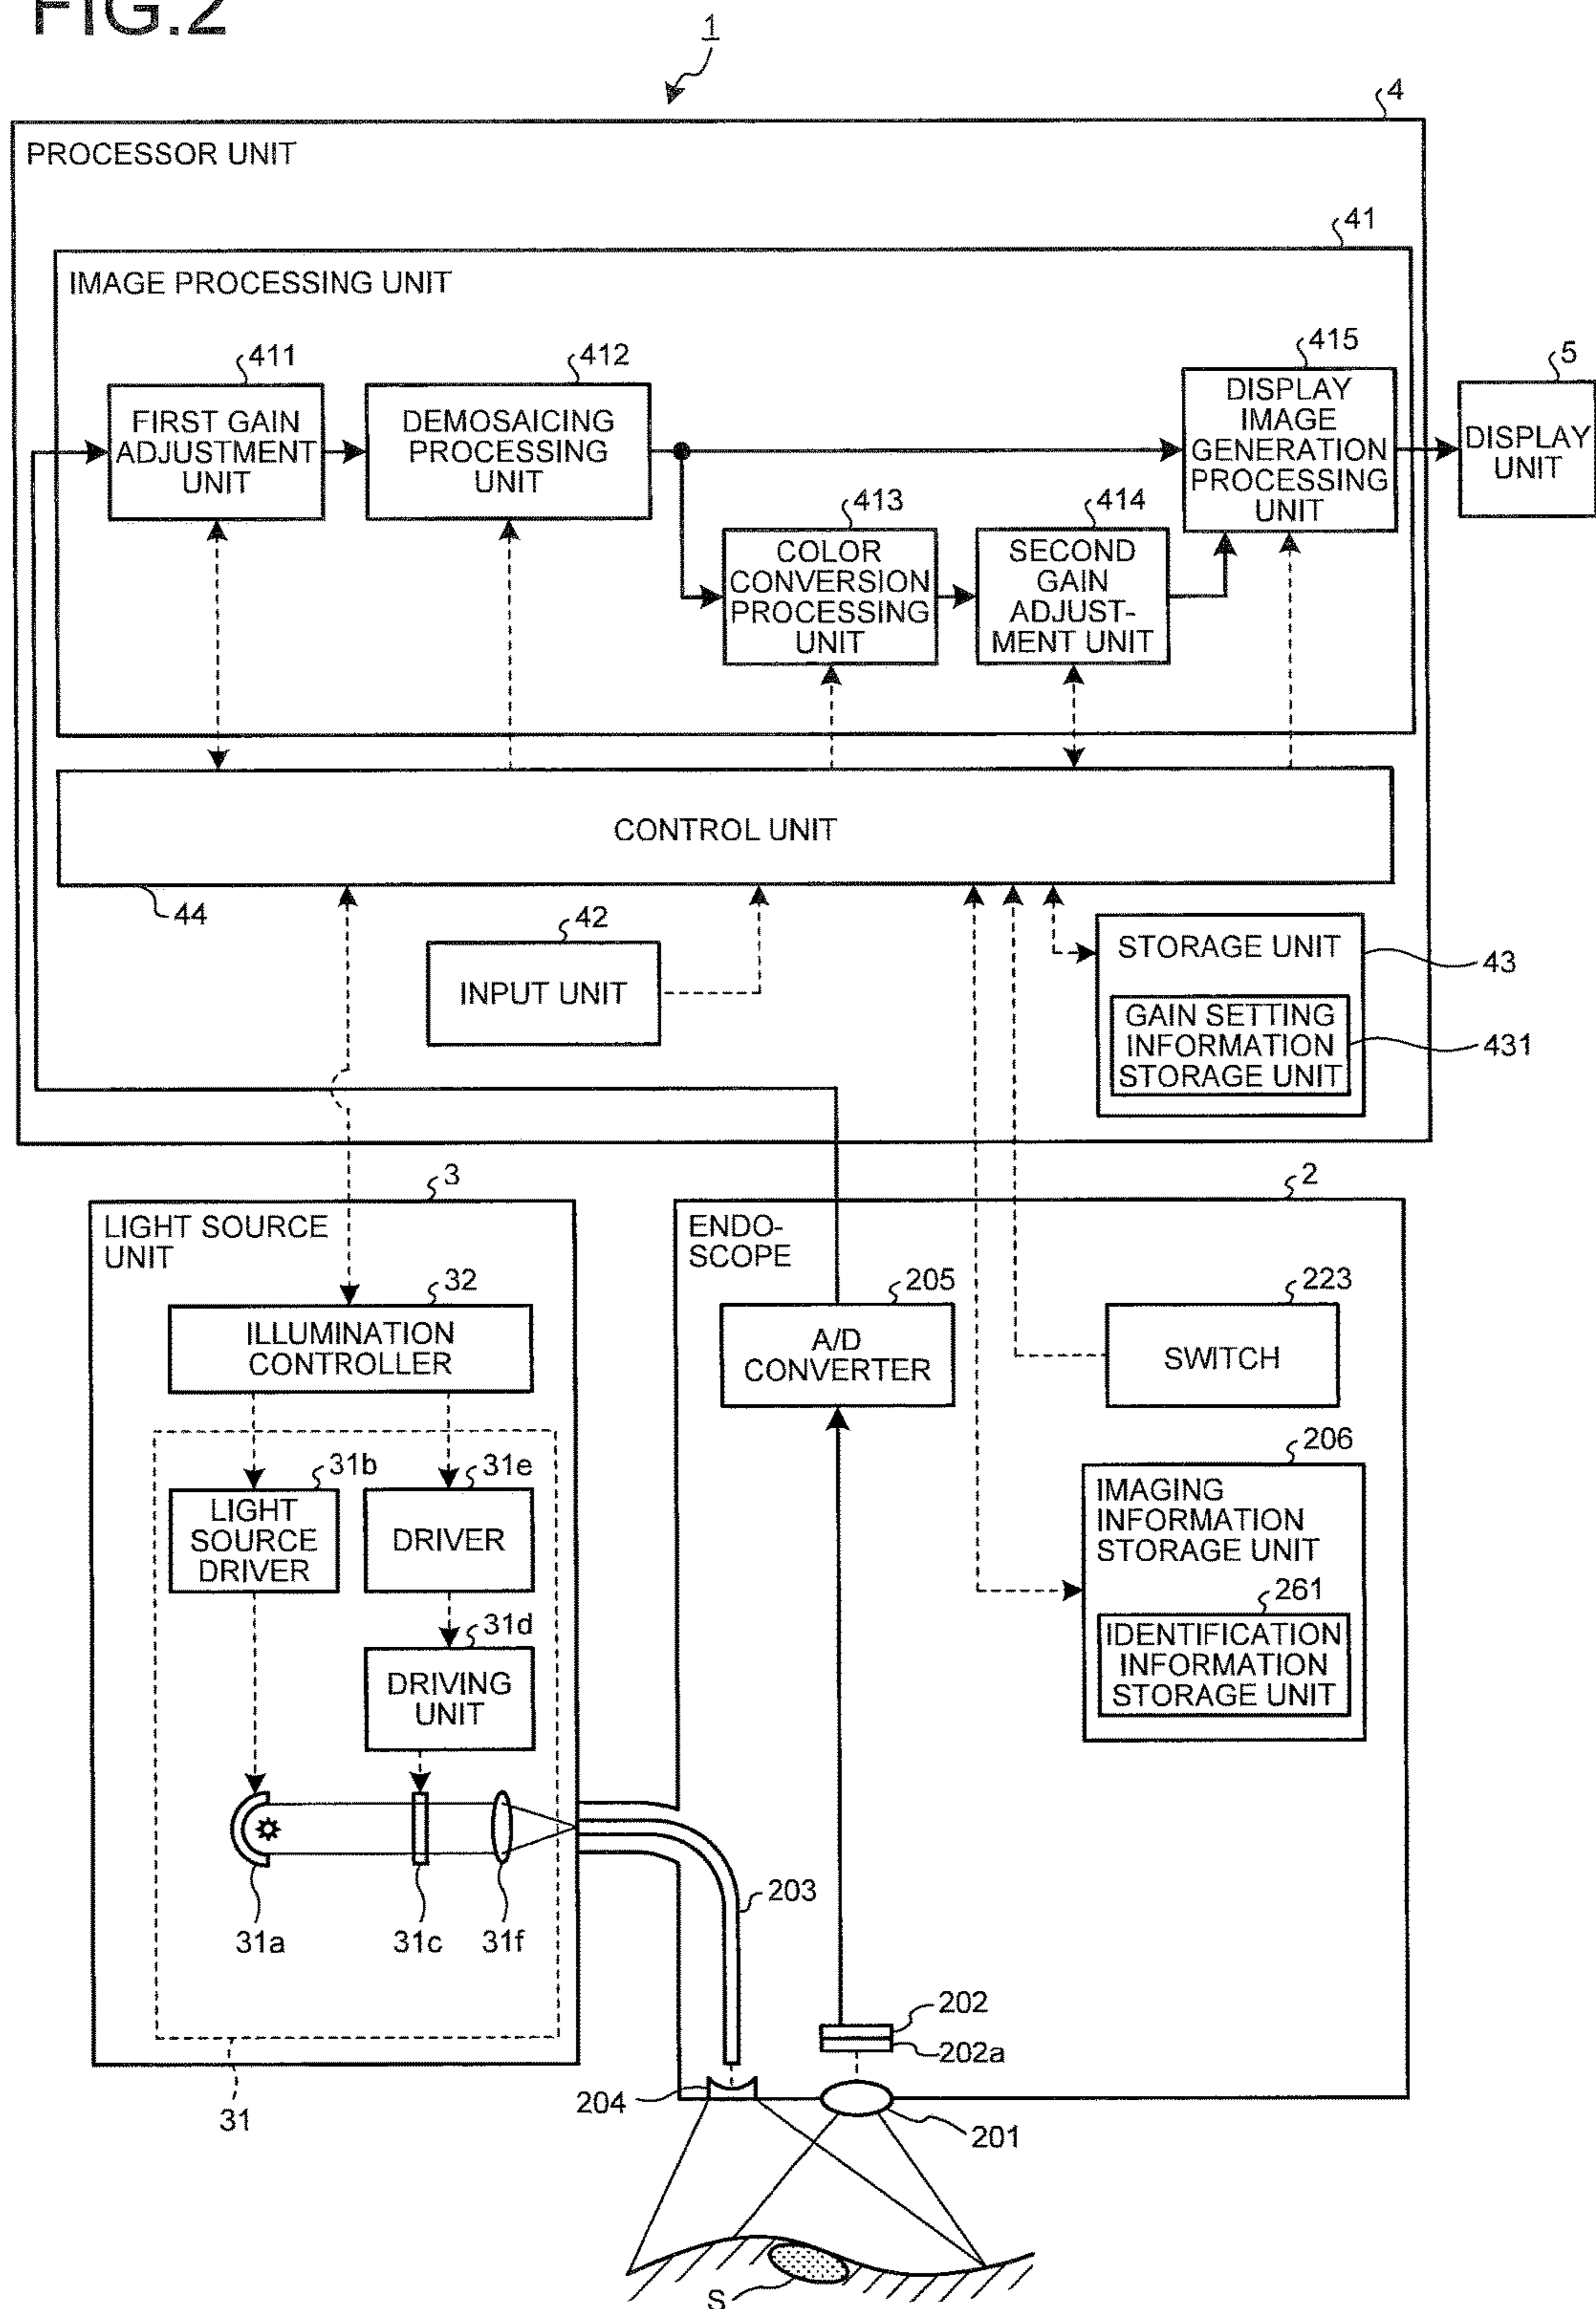 FIG.2
1
4
PROCESSOR UNIT
41
IMAGE PROCESSING UNIT
411
FIRST GAIN
ADJUSTMENT
UNIT
412
DEMOSAICING
PROCESSING
UNIT
415
DISPLAY
IMAGE
GENERATION
PROCESSING
UNIT
5
DISPLAY
UNIT
413
COLOR
CONVERSION
PROCESSING
UNIT
414
SECOND
GAIN
ADJUST-
MENT UNIT
CONTROL UNIT
44
42
INPUT UNIT
STORAGE UNIT
43
GAIN SETTING
INFORMATION
STORAGE UNIT
431
3
LIGHT SOURCE
UNIT
32
ILLUMINATION
CONTROLLER
31b
LIGHT
SOURCE
DRIVER
31e
DRIVER
31d
DRIVING
UNIT
31a
31c
31f
31
2
ENDO-
SCOPE
205
A/D
CONVERTER
223
SWITCH
206
IMAGING
INFORMATION
STORAGE UNIT
261
IDENTIFICATION
INFORMATION
STORAGE UNIT
203
202
202a
204
201
S